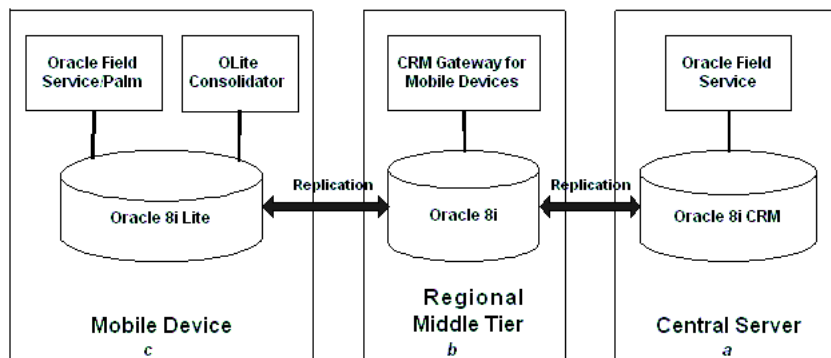 Oracle Field
Service/Palm
OLite
Consolidator
Oracle 8i Lite
Mobile Device
c
Replication
CRM Gateway for
Mobile Devices
Oracle 8i
Regional
Middle Tier
b
Replication
Oracle Field
Service
Oracle 8i CRM
Central Server
a